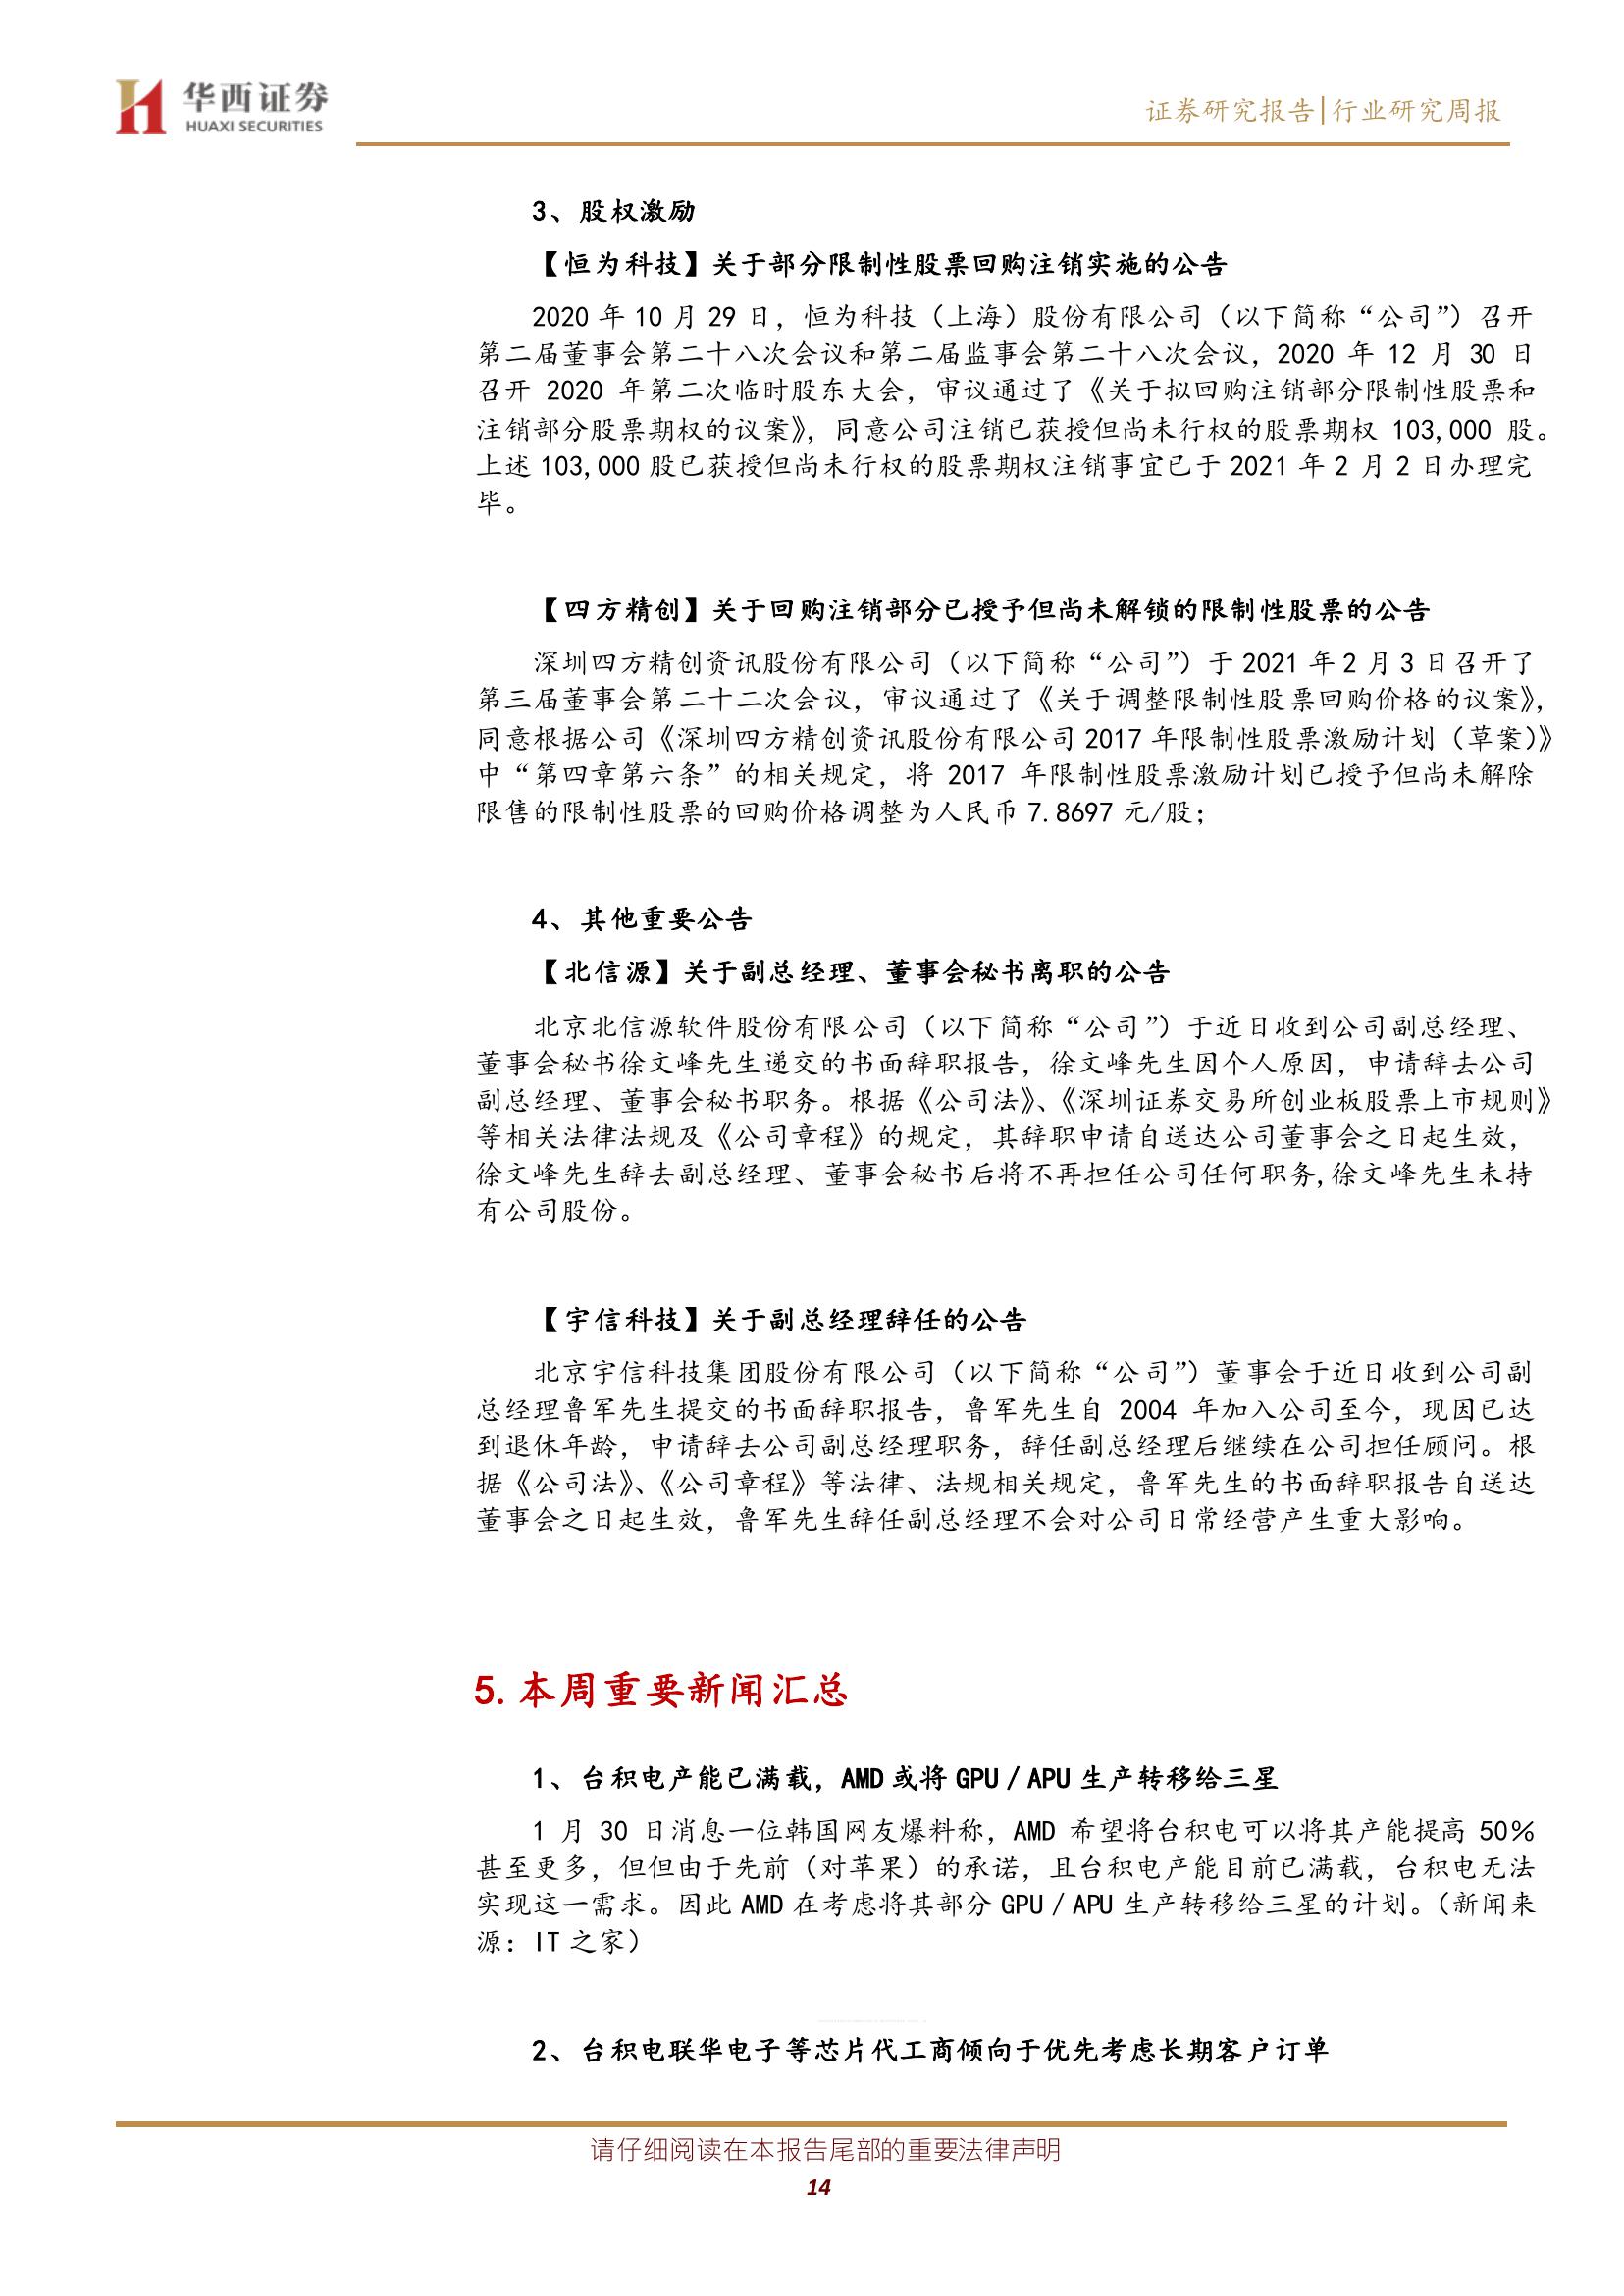 华西证券
HUAXI SECURITIES
证券研究报告|行业研究周报
3、股权激励
【恒为科技】关于部分限制性股票回购注销实施的公告
2020 年 10 月 29 日，恒为科技（上海）股份有限公司（以下简称“公司”）召开
第二届董事会第二十八次会议和第二届监事会第二十八次会议，2020 年 12 月 30 日
召开 2020 年第二次临时股东大会，审议通过了《关于拟回购注销部分限制性股票和
注销部分股票期权的议案》，同意公司注销已获授但尚未行权的股票期权 103,000 股。
上述 103,000 股已获授但尚未行权的股票期权注销事宜已于 2021 年 2 月 2 日办理完
毕。
【四方精创】关于回购注销部分已授予但尚未解锁的限制性股票的公告
深圳四方精创资讯股份有限公司（以下简称“公司”）于 2021 年 2 月 3 日召开了
第三届董事会第二十二次会议，审议通过了《关于调整限制性股票回购价格的议案》，
同意根据公司《深圳四方精创资讯股份有限公司 2017 年限制性股票激励计划（草案）》
中“第四章第六条”的相关规定，将 2017 年限制性股票激励计划已授予但尚未解除
限售的限制性股票的回购价格调整为人民币 7.8697 元/股；
4、其他重要公告
【北信源】关于副总经理、董事会秘书离职的公告
北京北信源软件股份有限公司（以下简称“公司”）于近日收到公司副总经理、
董事会秘书徐文峰先生递交的书面辞职报告，徐文峰先生因个人原因，申请辞去公司
副总经理、董事会秘书职务。根据《公司法》、《深圳证券交易所创业板股票上市规则》
等相关法律法规及《公司章程》的规定，其辞职申请自送达公司董事会之日起生效，
徐文峰先生辞去副总经理、董事会秘书后将不再担任公司任何职务,徐文峰先生未持
有公司股份。
【宇信科技】关于副总经理辞任的公告
北京宇信科技集团股份有限公司（以下简称“公司”）董事会于近日收到公司副
总经理鲁军先生提交的书面辞职报告，鲁军先生自 2004 年加入公司至今，现因已达
到退休年龄，申请辞去公司副总经理职务，辞任副总经理后继续在公司担任顾问。根
据《公司法》、《公司章程》等法律、法规相关规定，鲁军先生的书面辞职报告自送达
董事会之日起生效，鲁军先生辞任副总经理不会对公司日常经营产生重大影响。
5.本周重要新闻汇总
1、台积电产能已满载，AMD 或将 GPU / APU 生产转移给三星
1 月 30 日消息一位韩国网友爆料称，AMD 希望将台积电可以将其产能提高 50%
甚至更多，但但由于先前（对苹果）的承诺，且台积电产能目前已满载，台积电无法
实现这一需求。因此 AMD 在考虑将其部分 GPU / APU 生产转移给三星的计划。（新闻来
源：IT 之家）
2、台积电联华电子等芯片代工商倾向于优先考虑长期客户订单
请仔细阅读在本报告尾部的重要法律声明
14